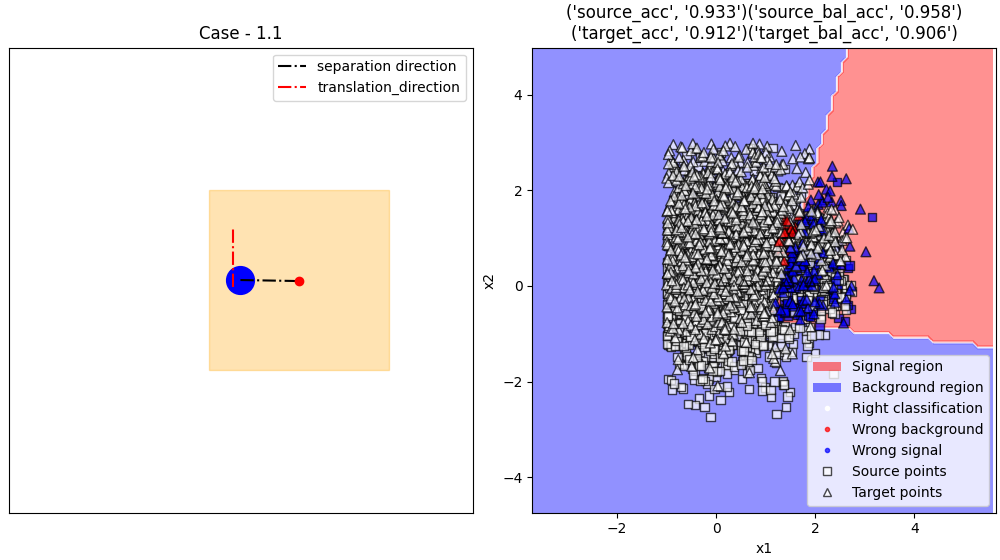 Case - 1.1
separation direction
translation_direction
('source_acc', '0.933')('source_bal_acc', '0.958')
('target_acc', '0.912')('target_bal_acc', '0.906')
4
2
0
−2
−4
x2
−2
0
2
4
x1
Signal region
Background region
Right classification
Wrong background
Wrong signal
Source points
Target points